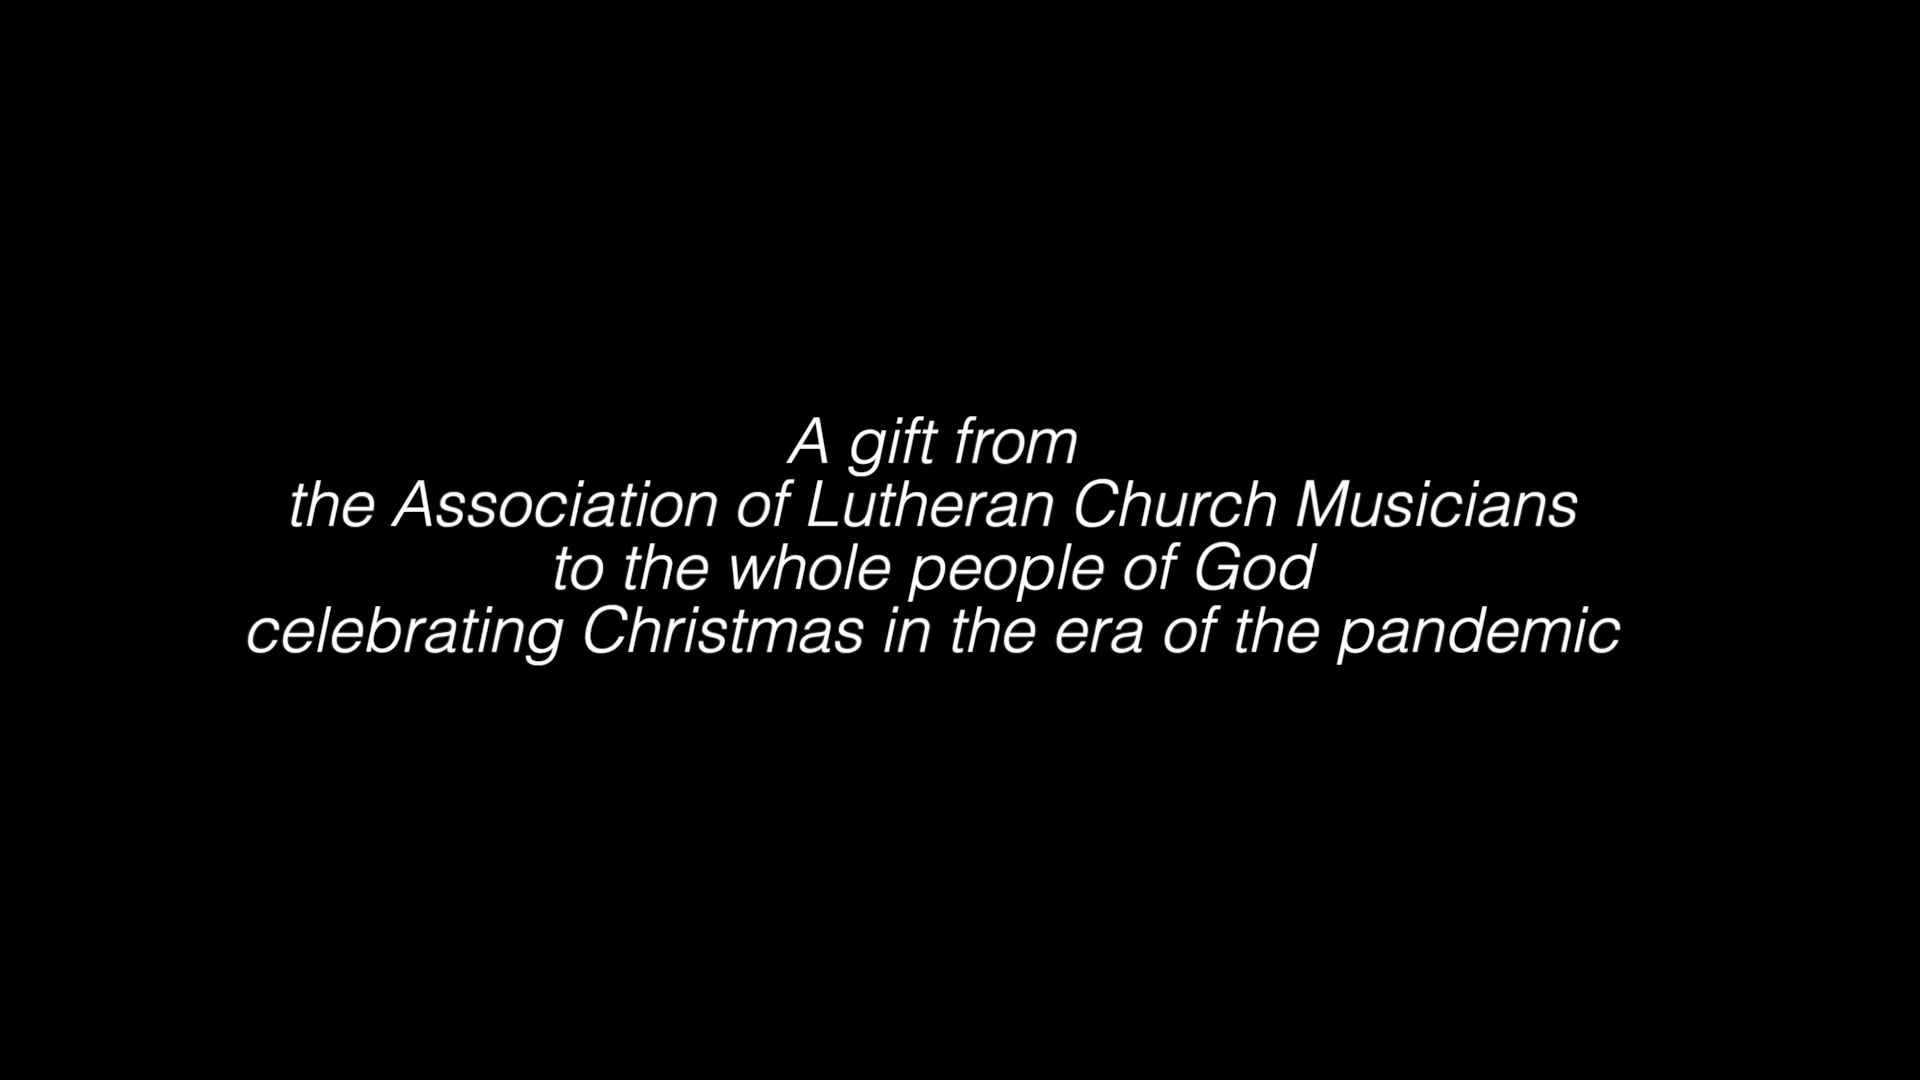 A gift from
the Association of Lutheran Church Musicians
to the whole people of God
celebrating Christmas in the era of the pandemic